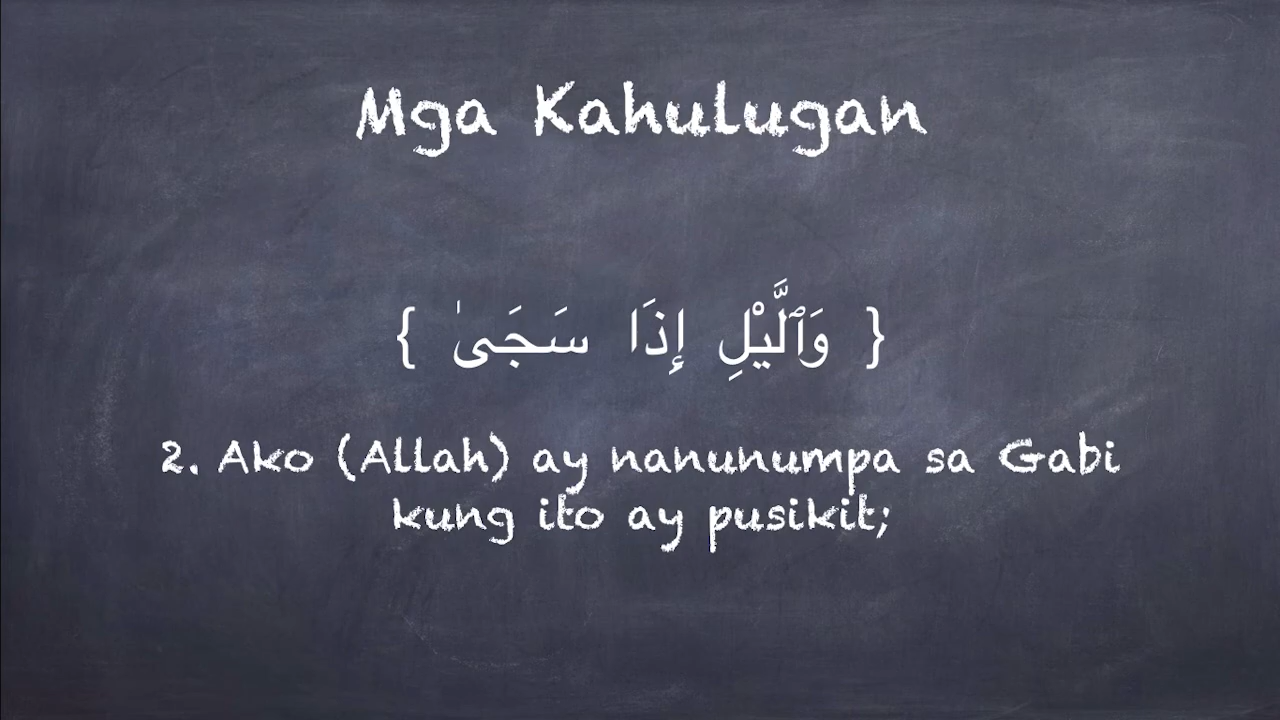 Mga Kahulugan
{ وَٱلَّيْلِ إِذَا سَجَىٰ }
2. Ako (Allah) ay nanunumpa sa Gabi
kung ito ay pusikit;